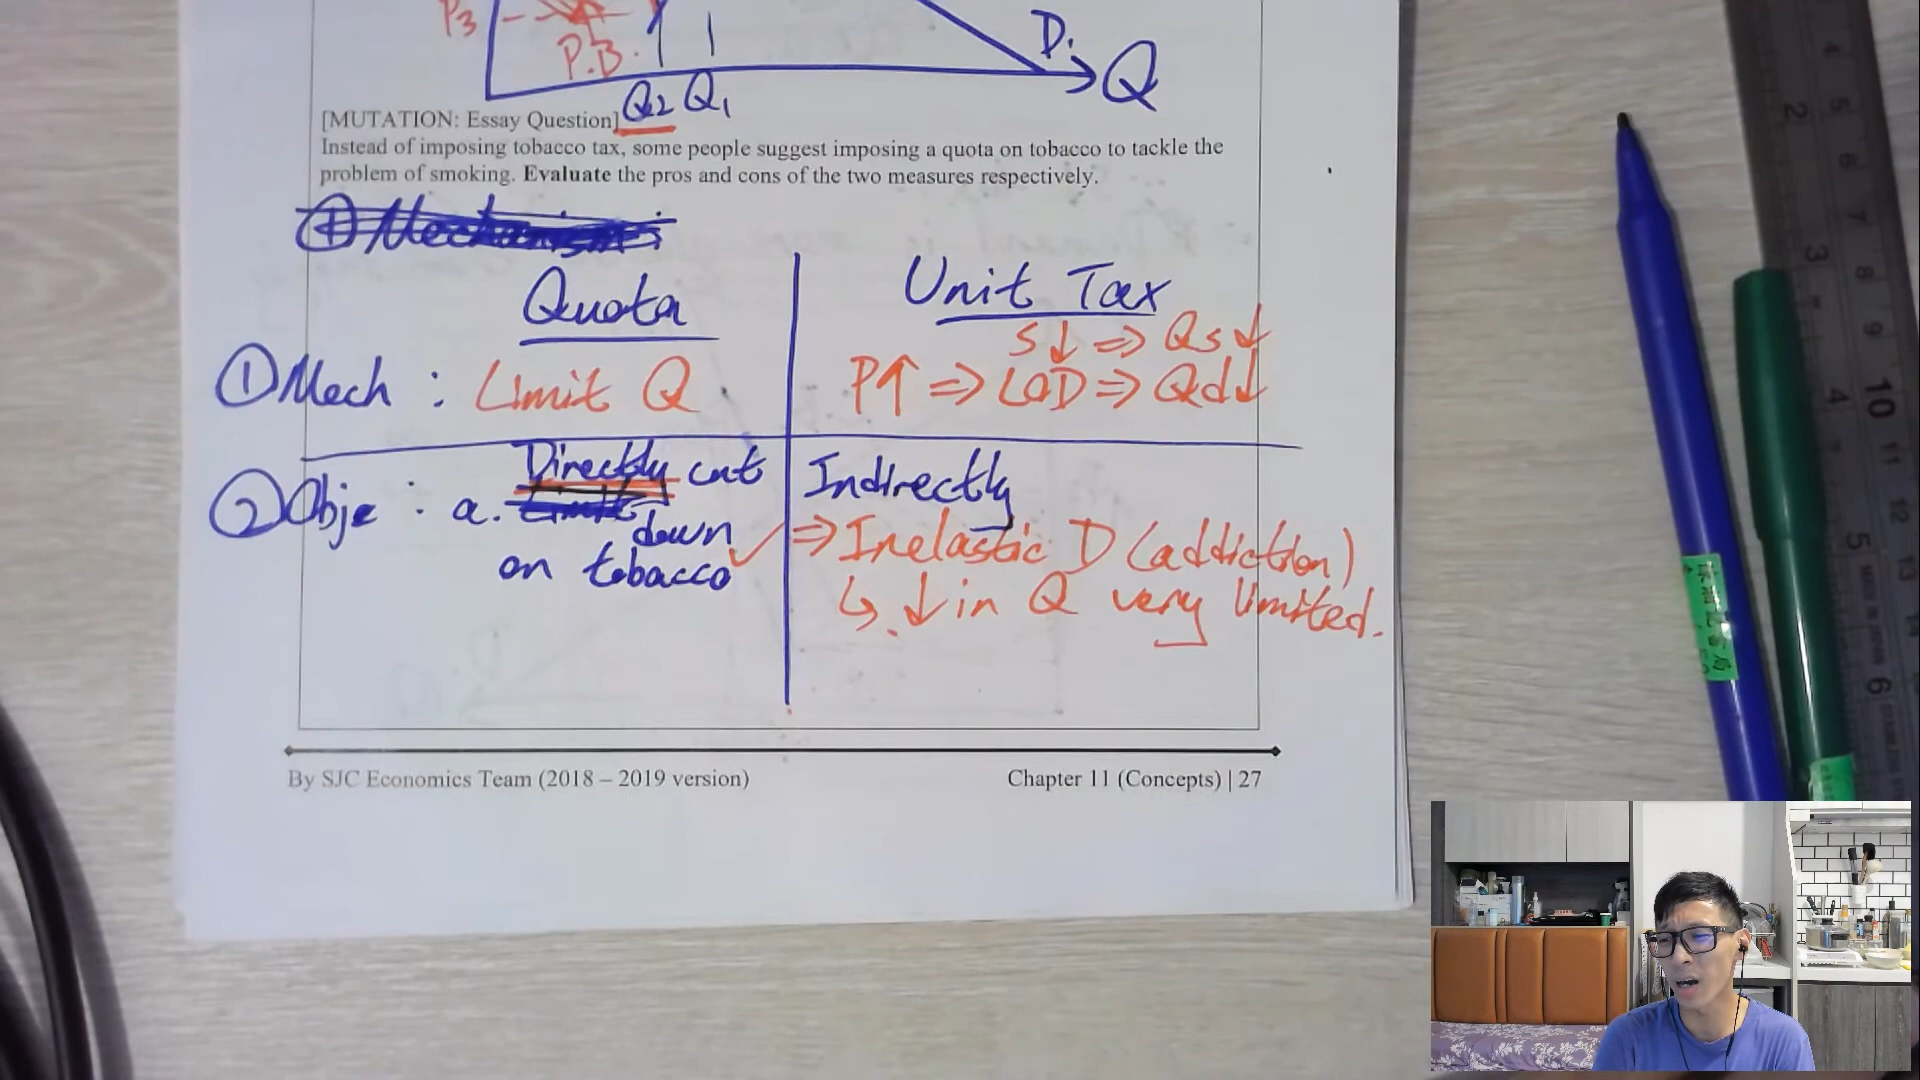 P3
P.B.
D.
Q
Q2 Q1
[MUTATION: Essay Question]
Instead of imposing tobacco tax, some people suggest imposing a quota on tobacco to tackle the
problem of smoking. Evaluate the pros and cons of the two measures respectively.
Quota
Unit Tax
① Mech : Limit Q
S↓ ⇒ Qs↓
P↑ ⇒ LOD ⇒ Qd↓
② Obje : a. Directly cut
down
on tobacco ✓
Indirectly
⇒ Inelastic D (addiction)
↳ ↓ in Q very limited.
By SJC Economics Team (2018 – 2019 version)
Chapter 11 (Concepts) | 27